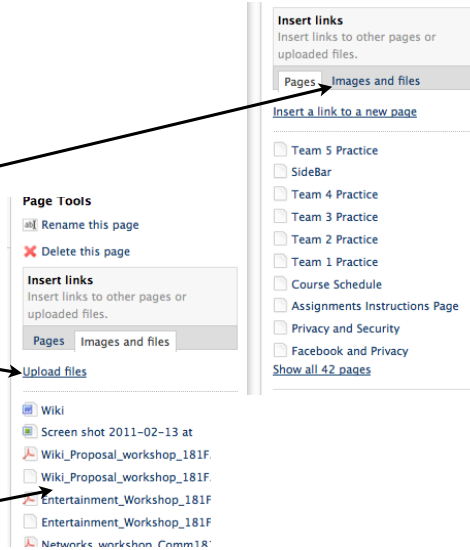 Insert links
Insert links to other pages or
uploaded files.
Pages Images and files
Insert a link to a new page
Team 5 Practice
SideBar
Team 4 Practice
Team 3 Practice
Team 2 Practice
Team 1 Practice
Course Schedule
Assignments Instructions Page
Privacy and Security
Facebook and Privacy
Show all 42 pages
Page Tools
Rename this page
Delete this page
Insert links
Insert links to other pages or
uploaded files.
Pages Images and files
Upload files
Wiki
Screen shot 2011-02-13 at
Wiki_Proposal_workshop_181F
Wiki_Proposal_workshop_181F
Entertainment_Workshop_181F
Entertainment_Workshop_181F
Networks_workshop_Comm18